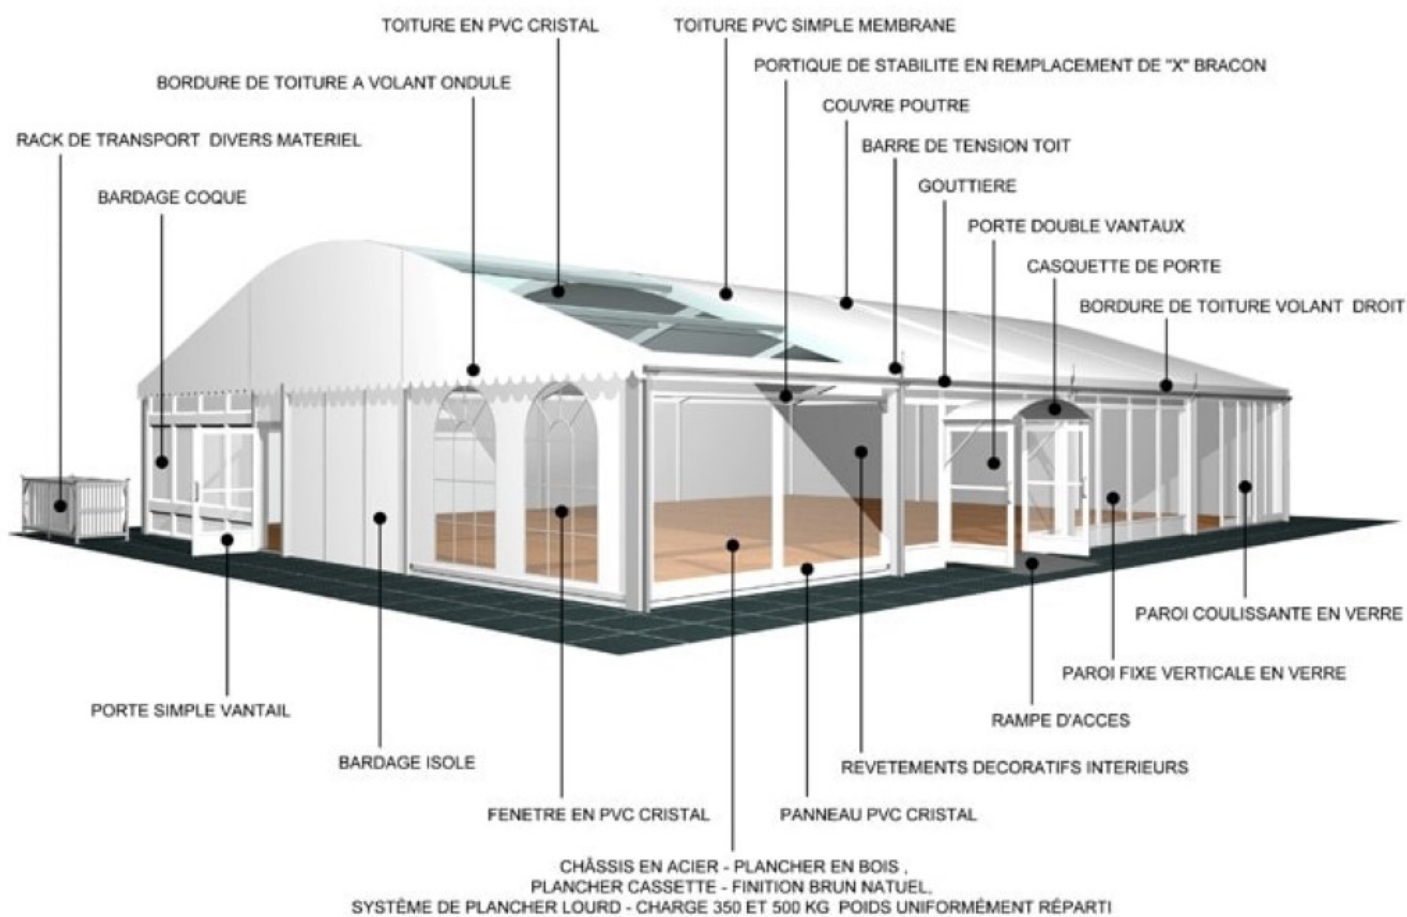 TOITURE EN PVC CRISTAL
TOITURE PVC SIMPLE MEMBRANE
PORTIQUE DE STABILITE EN REMPLACEMENT DE "X" BRACON
BORDURE DE TOITURE A VOLANT ONDULE
COUVRE POUTRE
RACK DE TRANSPORT DIVERS MATERIEL
BARRE DE TENSION TOIT
GOUTTIERE
BARDAGE COQUE
PORTE DOUBLE VANTAUX
CASQUETTE DE PORTE
BORDURE DE TOITURE VOLANT DROIT
PAROI COULISSANTE EN VERRE
PAROI FIXE VERTICALE EN VERRE
PORTE SIMPLE VANTAIL
RAMPE D'ACCES
BARDAGE ISOLE
REVETEMENTS DECORATIFS INTERIEURS
FENETRE EN PVC CRISTAL
PANNEAU PVC CRISTAL
CHÂSSIS EN ACIER - PLANCHER EN BOIS ,
PLANCHER CASSETTE - FINITION BRUN NATUEL,
SYSTÈME DE PLANCHER LOURD - CHARGE 350 ET 500 KG POIDS UNIFORMÉMENT RÉPARTI